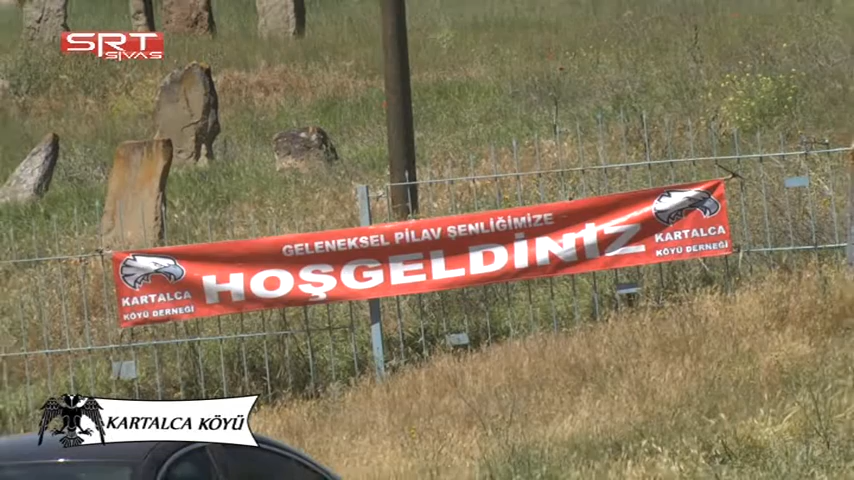 SRT
SİVAS
GELENEKSEL PİLAV ŞENLİĞİMİZE
HOŞGELDİNİZ
KARTALCA
KÖYÜ DERNEĞİ
KARTALCA
KÖYÜ DERNEĞİ
KARTALCA KÖYÜ